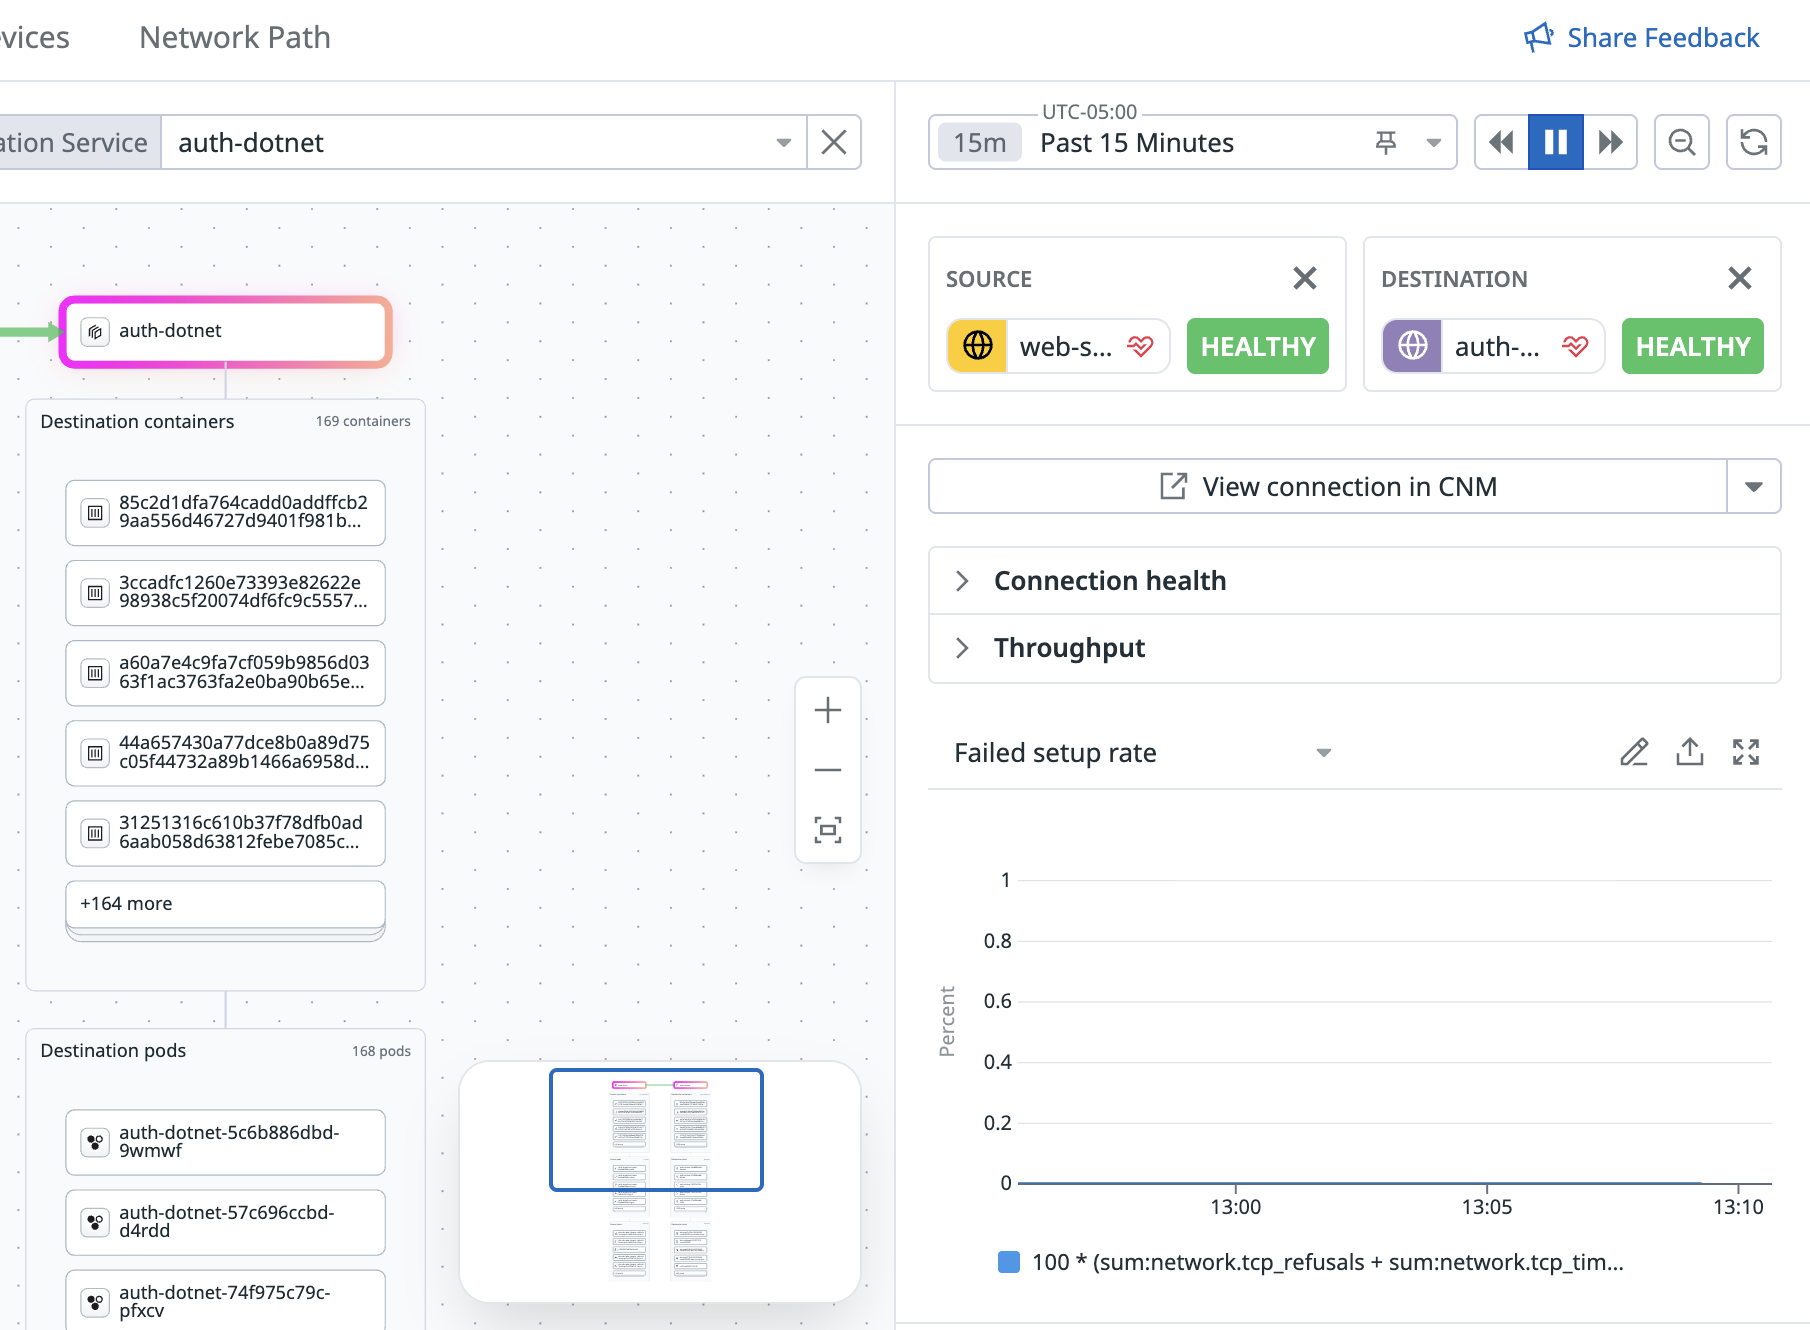 vices
Network Path
Share Feedback
ation Service
auth-dotnet
15m
UTC-05:00
Past 15 Minutes
auth-dotnet
Destination containers
169 containers
85c2d1dfa764cadd0addffcb2
9aa556d46727d9401f981b...
3ccadfc1260e73393e82622e
98938c5f20074df6fc9c5557...
a60a7e4c9fa7cf059b9856d03
63f1ac3763fa2e0ba90b65e...
44a657430a77dce8b0a89d75
c05f44732a89b1466a6958d...
31251316c610b37f78dfb0ad
6aab058d63812febe7085c...
+164 more
Destination pods
168 pods
auth-dotnet-5c6b886dbd-
9wmwf
auth-dotnet-57c696ccbd-
d4rdd
auth-dotnet-74f975c79c-
pfxcv
SOURCE
web-s...
HEALTHY
DESTINATION
auth-...
HEALTHY
View connection in CNM
Connection health
Throughput
Failed setup rate
Percent
1
0.8
0.6
0.4
0.2
0
13:00
13:05
13:10
100 * (sum:network.tcp_refusals + sum:network.tcp_tim...